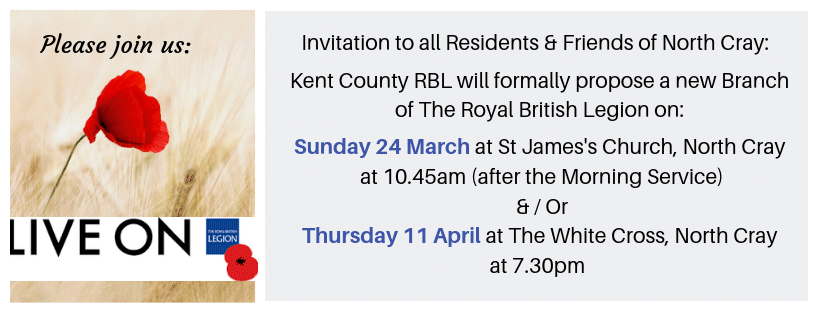 Please join us:
LIVE ON
THE ROYAL BRITISH
LEGION
Invitation to all Residents & Friends of North Cray:
Kent County RBL will formally propose a new Branch
of The Royal British Legion on:
Sunday 24 March at St James's Church, North Cray
at 10.45am (after the Morning Service)
& / Or
Thursday 11 April at The White Cross, North Cray
at 7.30pm